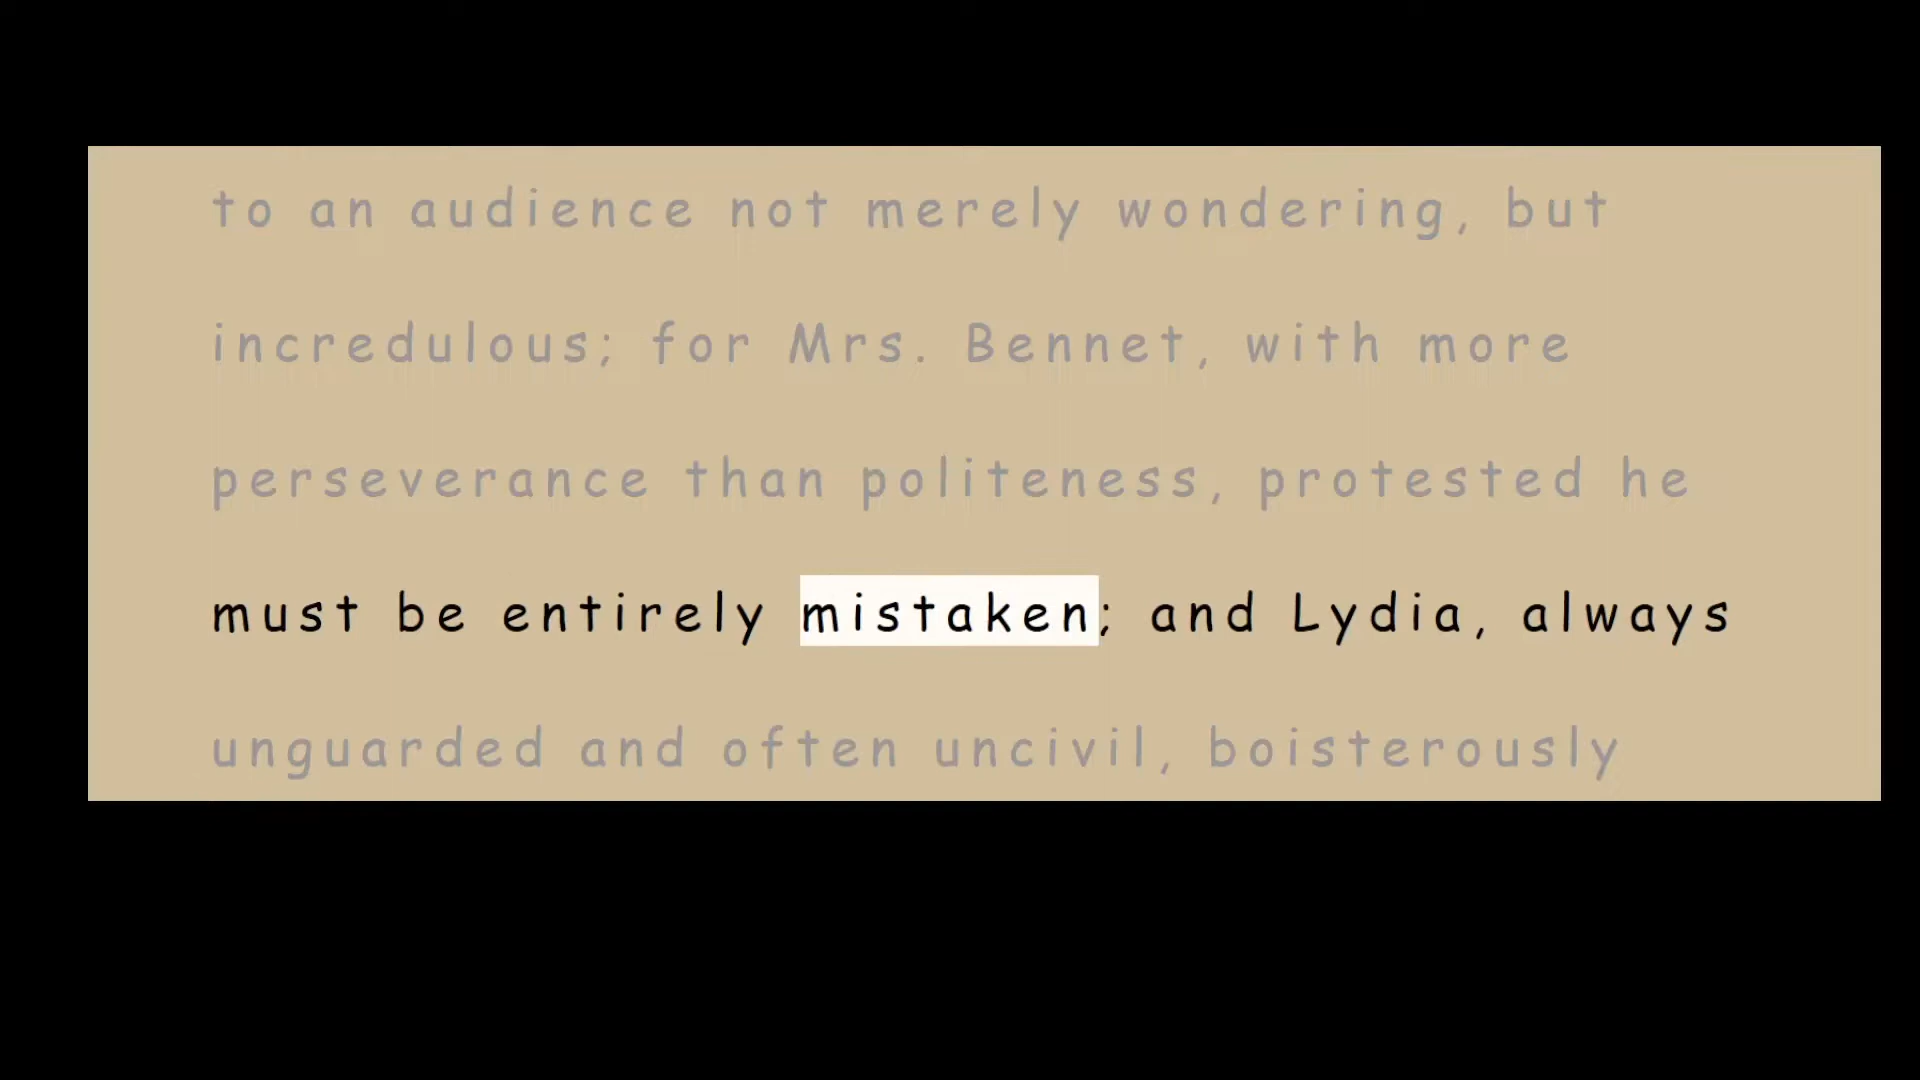 to an audience not merely wondering, but
incredulous; for Mrs. Bennet, with more
perseverance than politeness, protested he
must be entirely mistaken; and Lydia, always
unguarded and often uncivil, boisterously